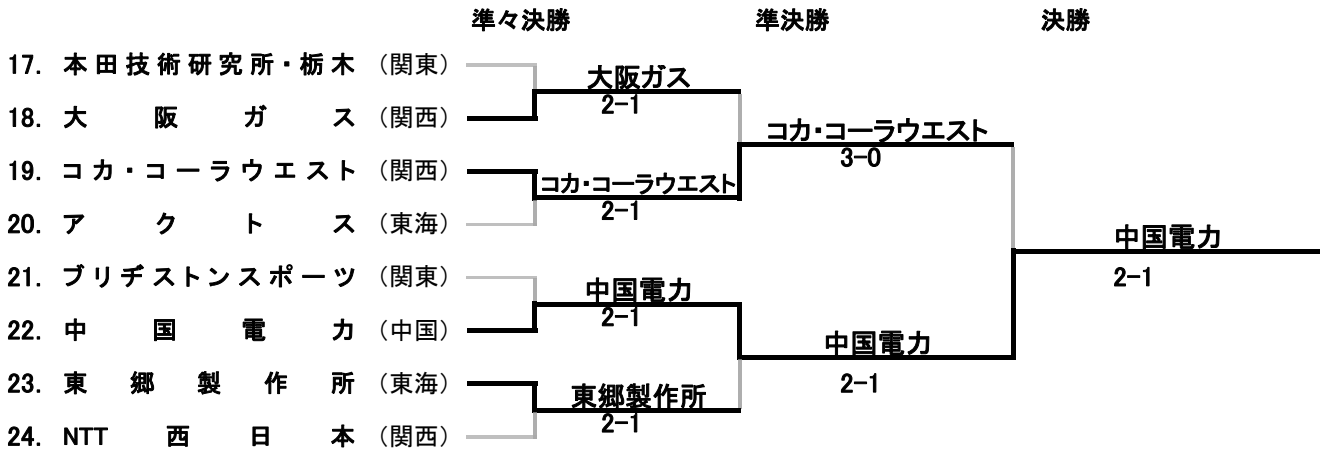 準々決勝 準決勝 決勝
17. 本田技術研究所・栃木 （関東）
大阪ガス
2-1
18. 大阪ガス （関西）
コカ・コーラウエスト
3-0
19. コカ・コーラウエスト （関西）
コカ・コーラウエスト
2-1
20. アクトス （東海）
中国電力
2-1
21. ブリヂストンスポーツ （関東）
中国電力
2-1
22. 中国電力 （中国）
中国電力
2-1
23. 東郷製作所 （東海）
東郷製作所
2-1
24. NTT西日本 （関西）